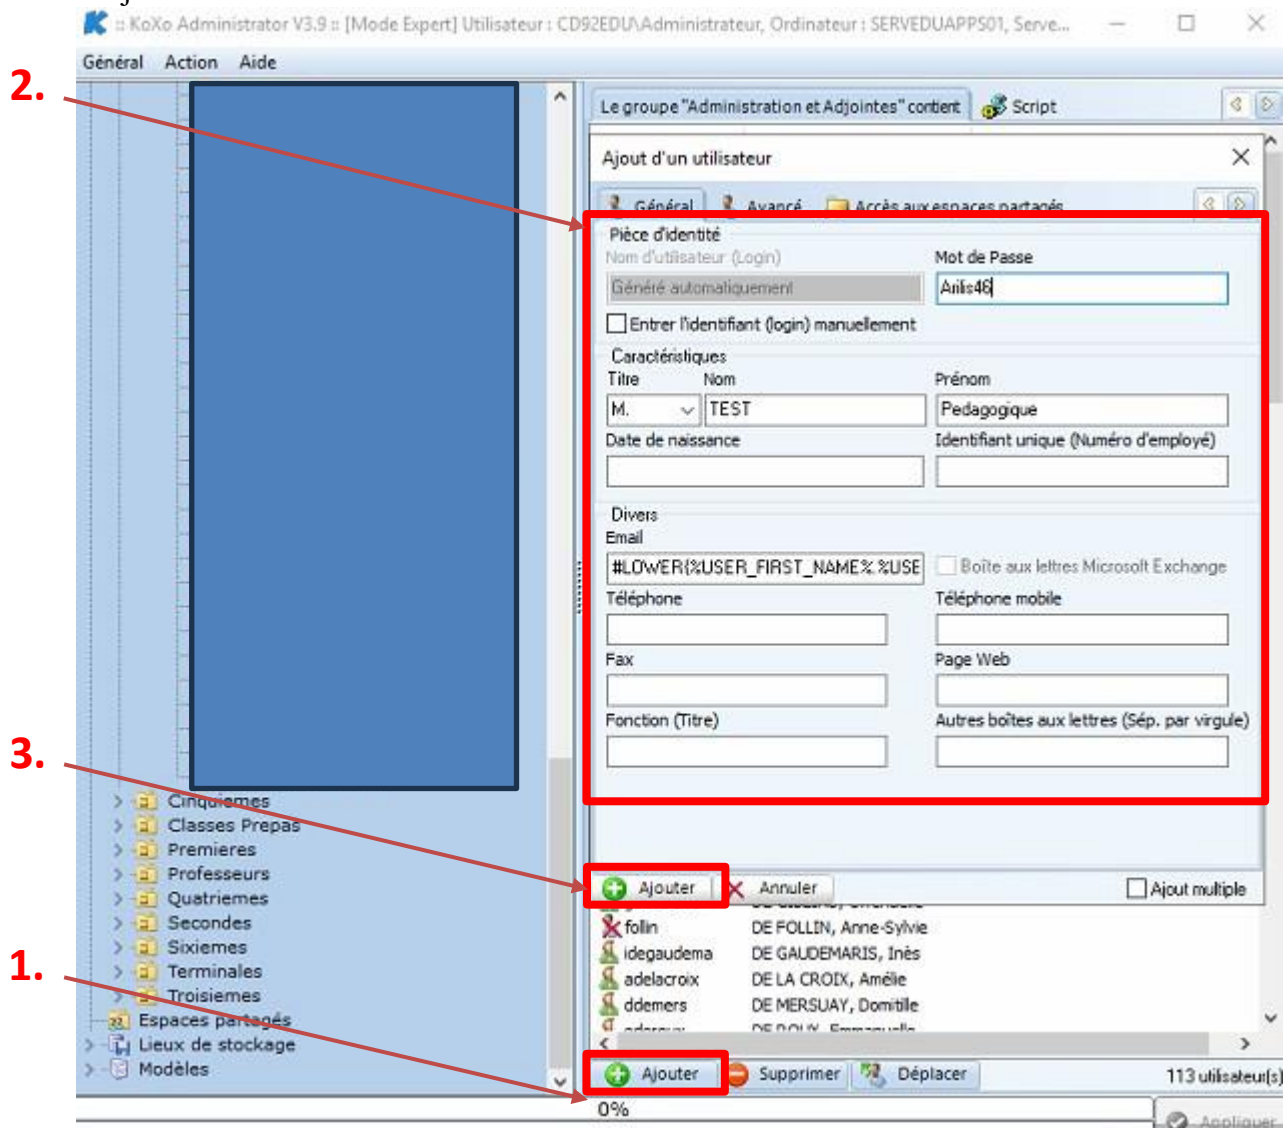 :: KoXo Administrator V3.9 :: [Mode Expert] Utilisateur : CD92EDU\Administrateur, Ordinateur : SERVEDUAPPS01, Serve...
Général Action Aide
2.
Le groupe "Administration et Adjointes" contient Script
Ajout d'un utilisateur
Général Avancé Accès aux espaces partagés
Pièce d'identité
Nom d'utilisateur (Login) Mot de Passe
Généré automatiquement Arilis46
Entrer l'identifiant (login) manuellement
Caractéristiques
Titre Nom Prénom
M. TEST Pedagogique
Date de naissance Identifiant unique (Numéro d'employé)
Divers
Email
#LOWER{%USER_FIRST_NAME%.%USE Boîte aux lettres Microsoft Exchange
Téléphone Téléphone mobile
Fax Page Web
Fonction (Titre) Autres boîtes aux lettres (Sép. par virgule)
3.
Cinquiemes
Classes Prepas
Premieres
Professeurs
Quatriemes
Secondes
Sixiemes
Terminales
Troisiemes
Espaces partagés
Lieux de stockage
Modèles
Ajouter Annuler Ajout multiple
follin DE FOLLIN, Anne-Sylvie
idegaudema DE GAUDEMARIS, Inès
adelacroix DE LA CROIX, Amélie
ddemers DE MERSUAY, Domitille
1.
Ajouter Supprimer Déplacer 113 utilisateur(s)
0%
Appliquer